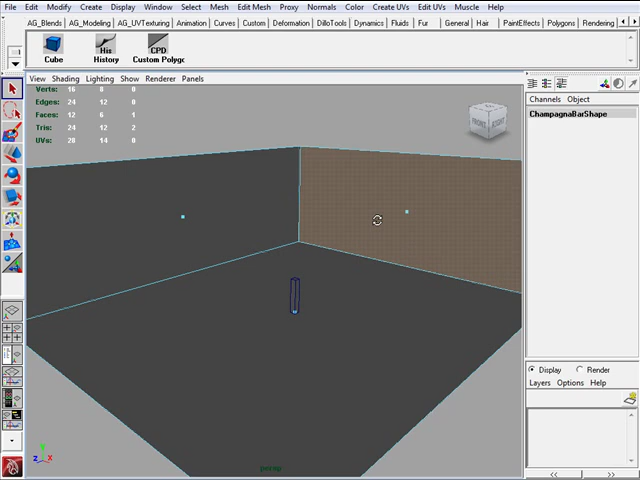 File Edit Modify Create Display Window Select Mesh Edit Mesh Proxy Normals Color Create UVs Edit UVs Muscle Help
AG_Blends AG_Modeling AG_UVTexturing Animation Curves Custom Deformation DilloTools Dynamics Fluids Fur General Hair PaintEffects Polygons Rendering
His CPD
Cube History Custom Polygo
View Shading Lighting Show Renderer Panels
Verts: 16 8 0
Edges: 24 12 0
Faces: 12 6 1
Tris: 24 12 2
UVs: 28 14 0
FRONT
Channels Object
ChampagnaBarShape
Display Render
Layers Options Help
persp
Z X
<< >>